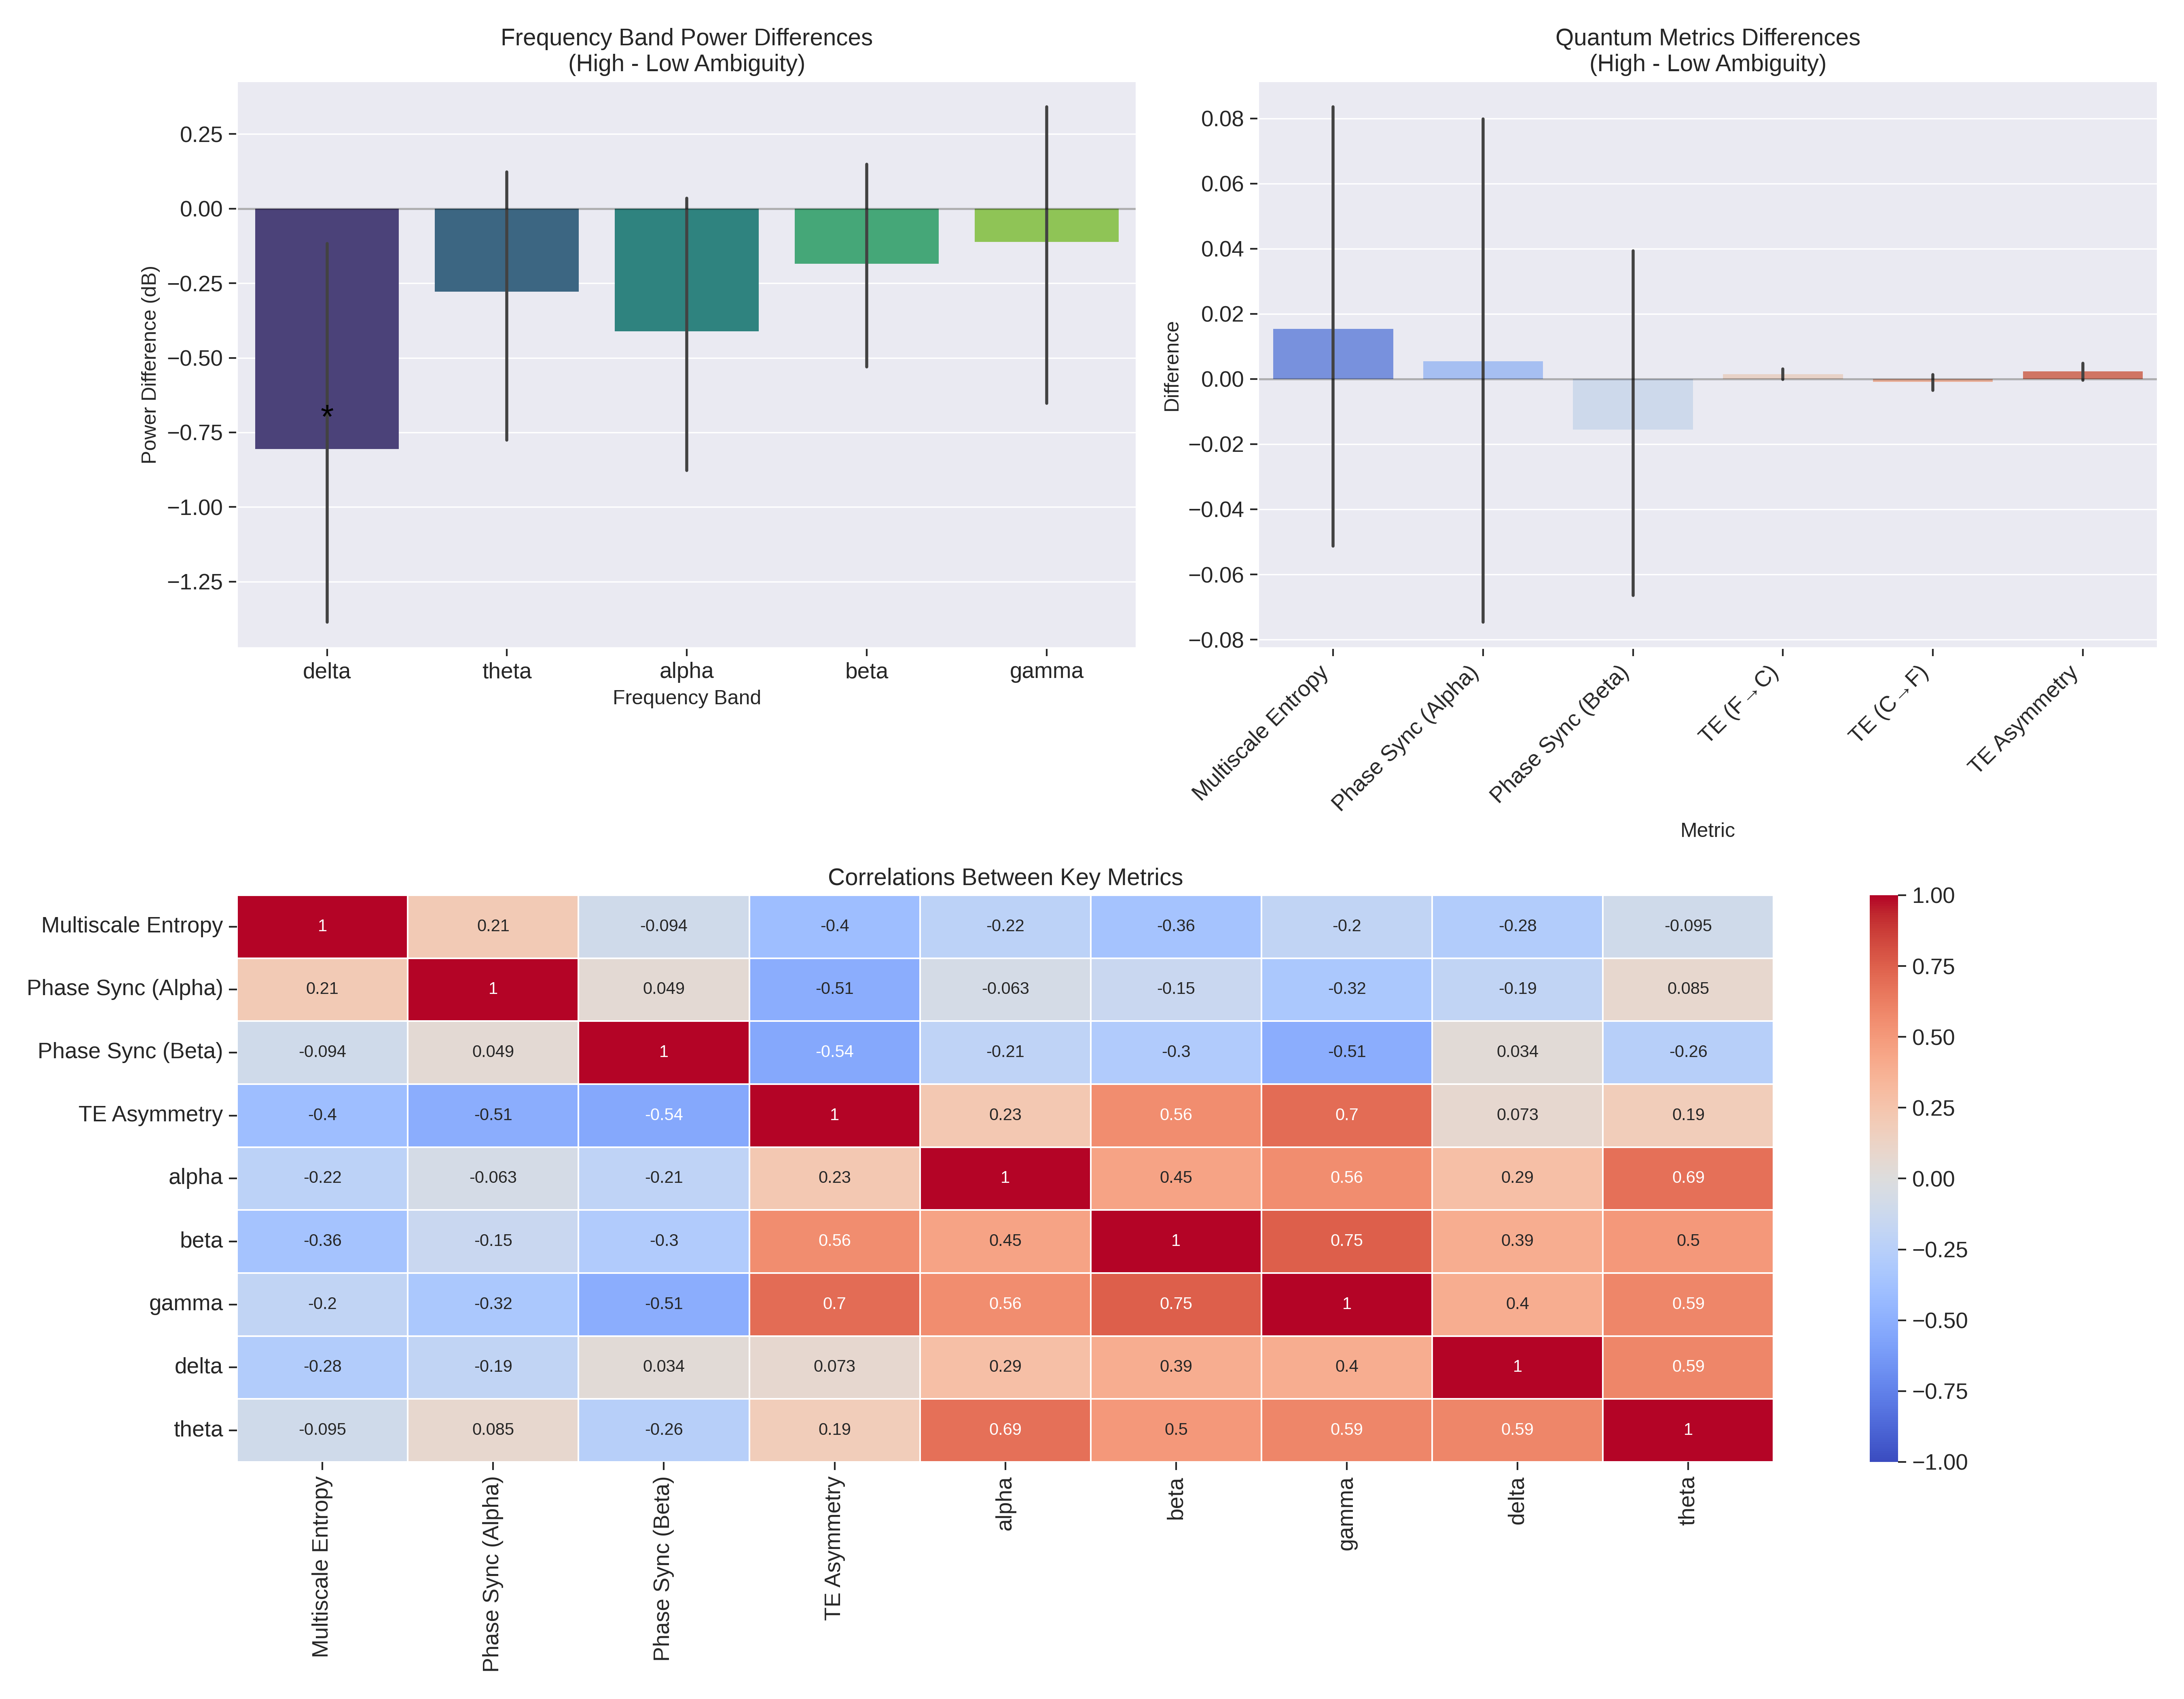 Frequency Band Power Differences
(High - Low Ambiguity)
Power Difference (dB)
0.25
0.00
−0.25
−0.50
−0.75
−1.00
−1.25
*
delta theta alpha beta gamma
Frequency Band
Quantum Metrics Differences
(High - Low Ambiguity)
Difference
0.08
0.06
0.04
0.02
0.00
−0.02
−0.04
−0.06
−0.08
Multiscale Entropy
Phase Sync (Alpha)
Phase Sync (Beta)
TE (F→C)
TE (C→F)
TE Asymmetry
Metric
Correlations Between Key Metrics
Multiscale Entropy 1 0.21 -0.094 -0.4 -0.22 -0.36 -0.2 -0.28 -0.095
Phase Sync (Alpha) 0.21 1 0.049 -0.51 -0.063 -0.15 -0.32 -0.19 0.085
Phase Sync (Beta) -0.094 0.049 1 -0.54 -0.21 -0.3 -0.51 0.034 -0.26
TE Asymmetry -0.4 -0.51 -0.54 1 0.23 0.56 0.7 0.073 0.19
alpha -0.22 -0.063 -0.21 0.23 1 0.45 0.56 0.29 0.69
beta -0.36 -0.15 -0.3 0.56 0.45 1 0.75 0.39 0.5
gamma -0.2 -0.32 -0.51 0.7 0.56 0.75 1 0.4 0.59
delta -0.28 -0.19 0.034 0.073 0.29 0.39 0.4 1 0.59
theta -0.095 0.085 -0.26 0.19 0.69 0.5 0.59 0.59 1
Multiscale Entropy
Phase Sync (Alpha)
Phase Sync (Beta)
TE Asymmetry
alpha
beta
gamma
delta
theta
1.00
0.75
0.50
0.25
0.00
−0.25
−0.50
−0.75
−1.00